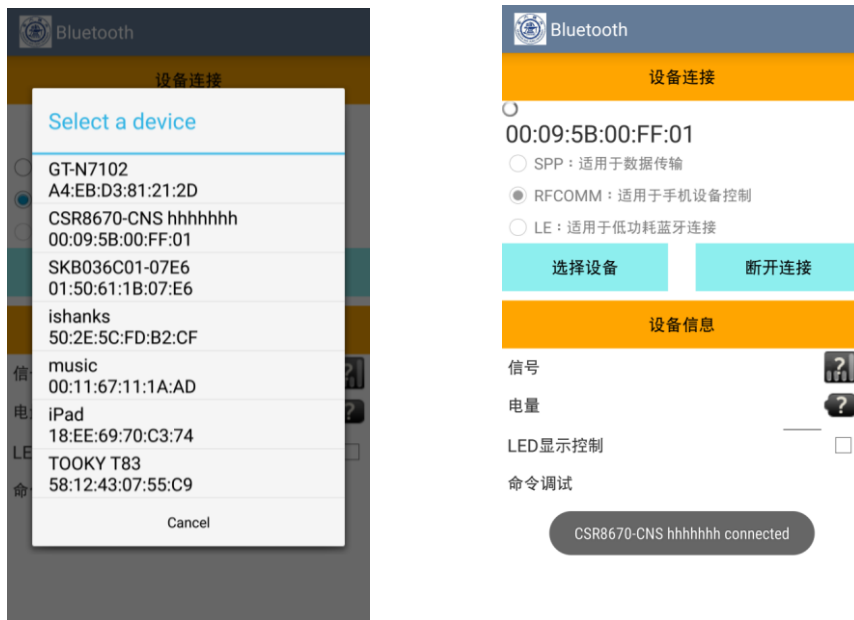 Bluetooth
设备连接
Select a device
GT-N7102
A4:EB:D3:81:21:2D
CSR8670-CNS hhhhhhh
00:09:5B:00:FF:01
SKB036C01-07E6
01:50:61:1B:07:E6
ishanks
50:2E:5C:FD:B2:CF
music
00:11:67:11:1A:AD
iPad
18:EE:69:70:C3:74
TOOKY T83
58:12:43:07:55:C9
Cancel
信
电
LE
命
Bluetooth
设备连接
00:09:5B:00:FF:01
SPP：适用于数据传输
RFCOMM：适用于手机设备控制
LE：适用于低功耗蓝牙连接
选择设备 断开连接
设备信息
信号 ?
电量 ?
LED显示控制
命令调试
CSR8670-CNS hhhhhhh connected